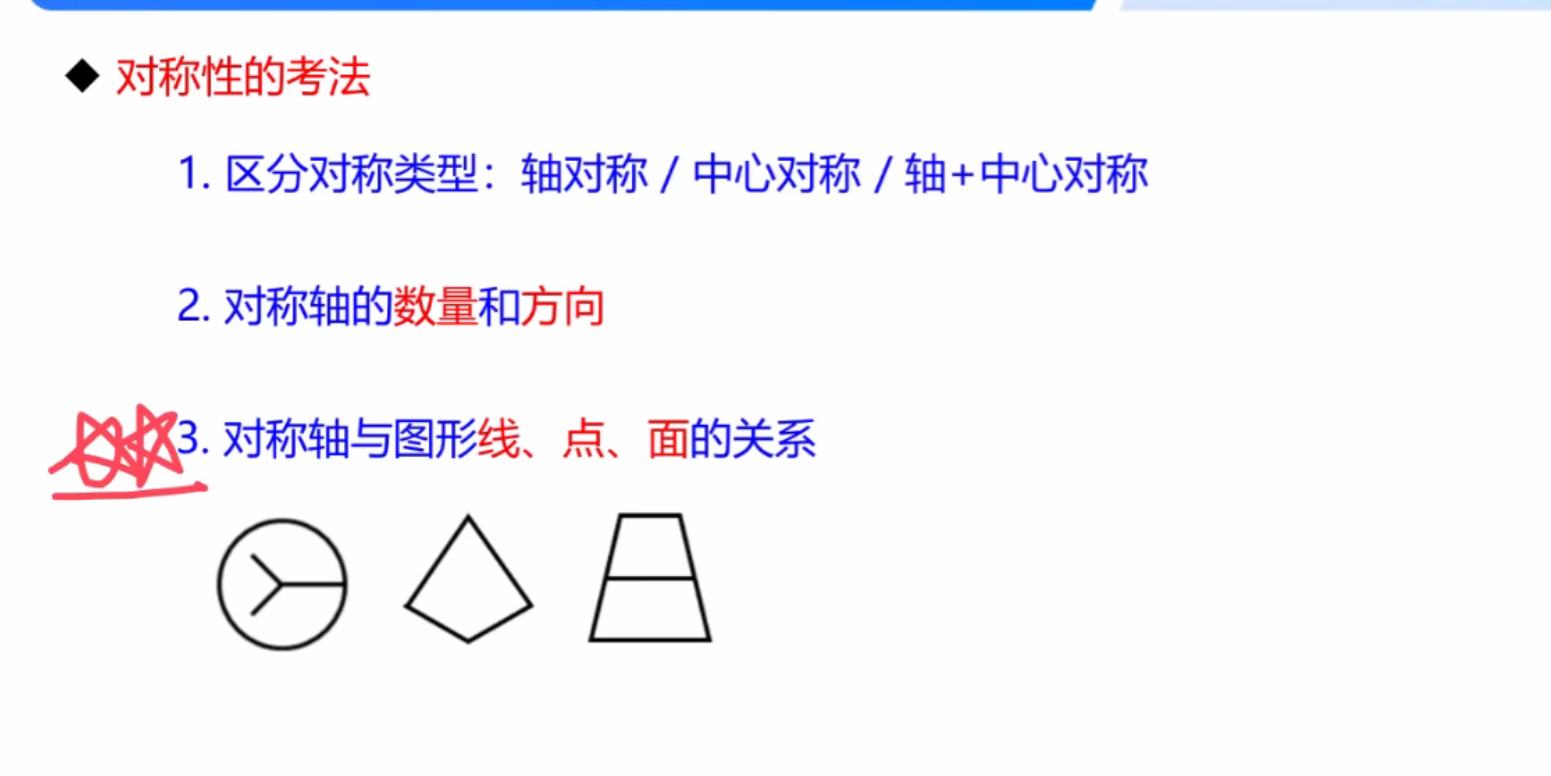 ◆ 对称性的考法
1. 区分对称类型：轴对称 / 中心对称 / 轴+中心对称
2. 对称轴的数量和方向
3. 对称轴与图形线、点、面的关系